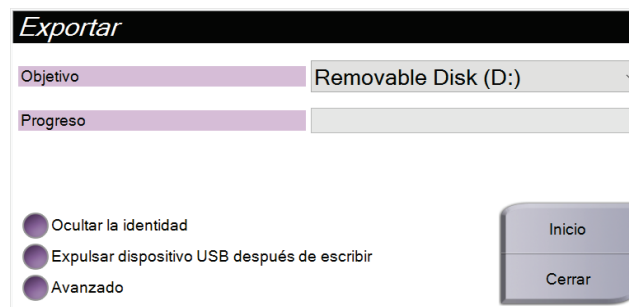 Exportar
Objetivo
Removable Disk (D:)
Progreso
Ocultar la identidad
Expulsar dispositivo USB después de escribir
Avanzado
Inicio
Cerrar